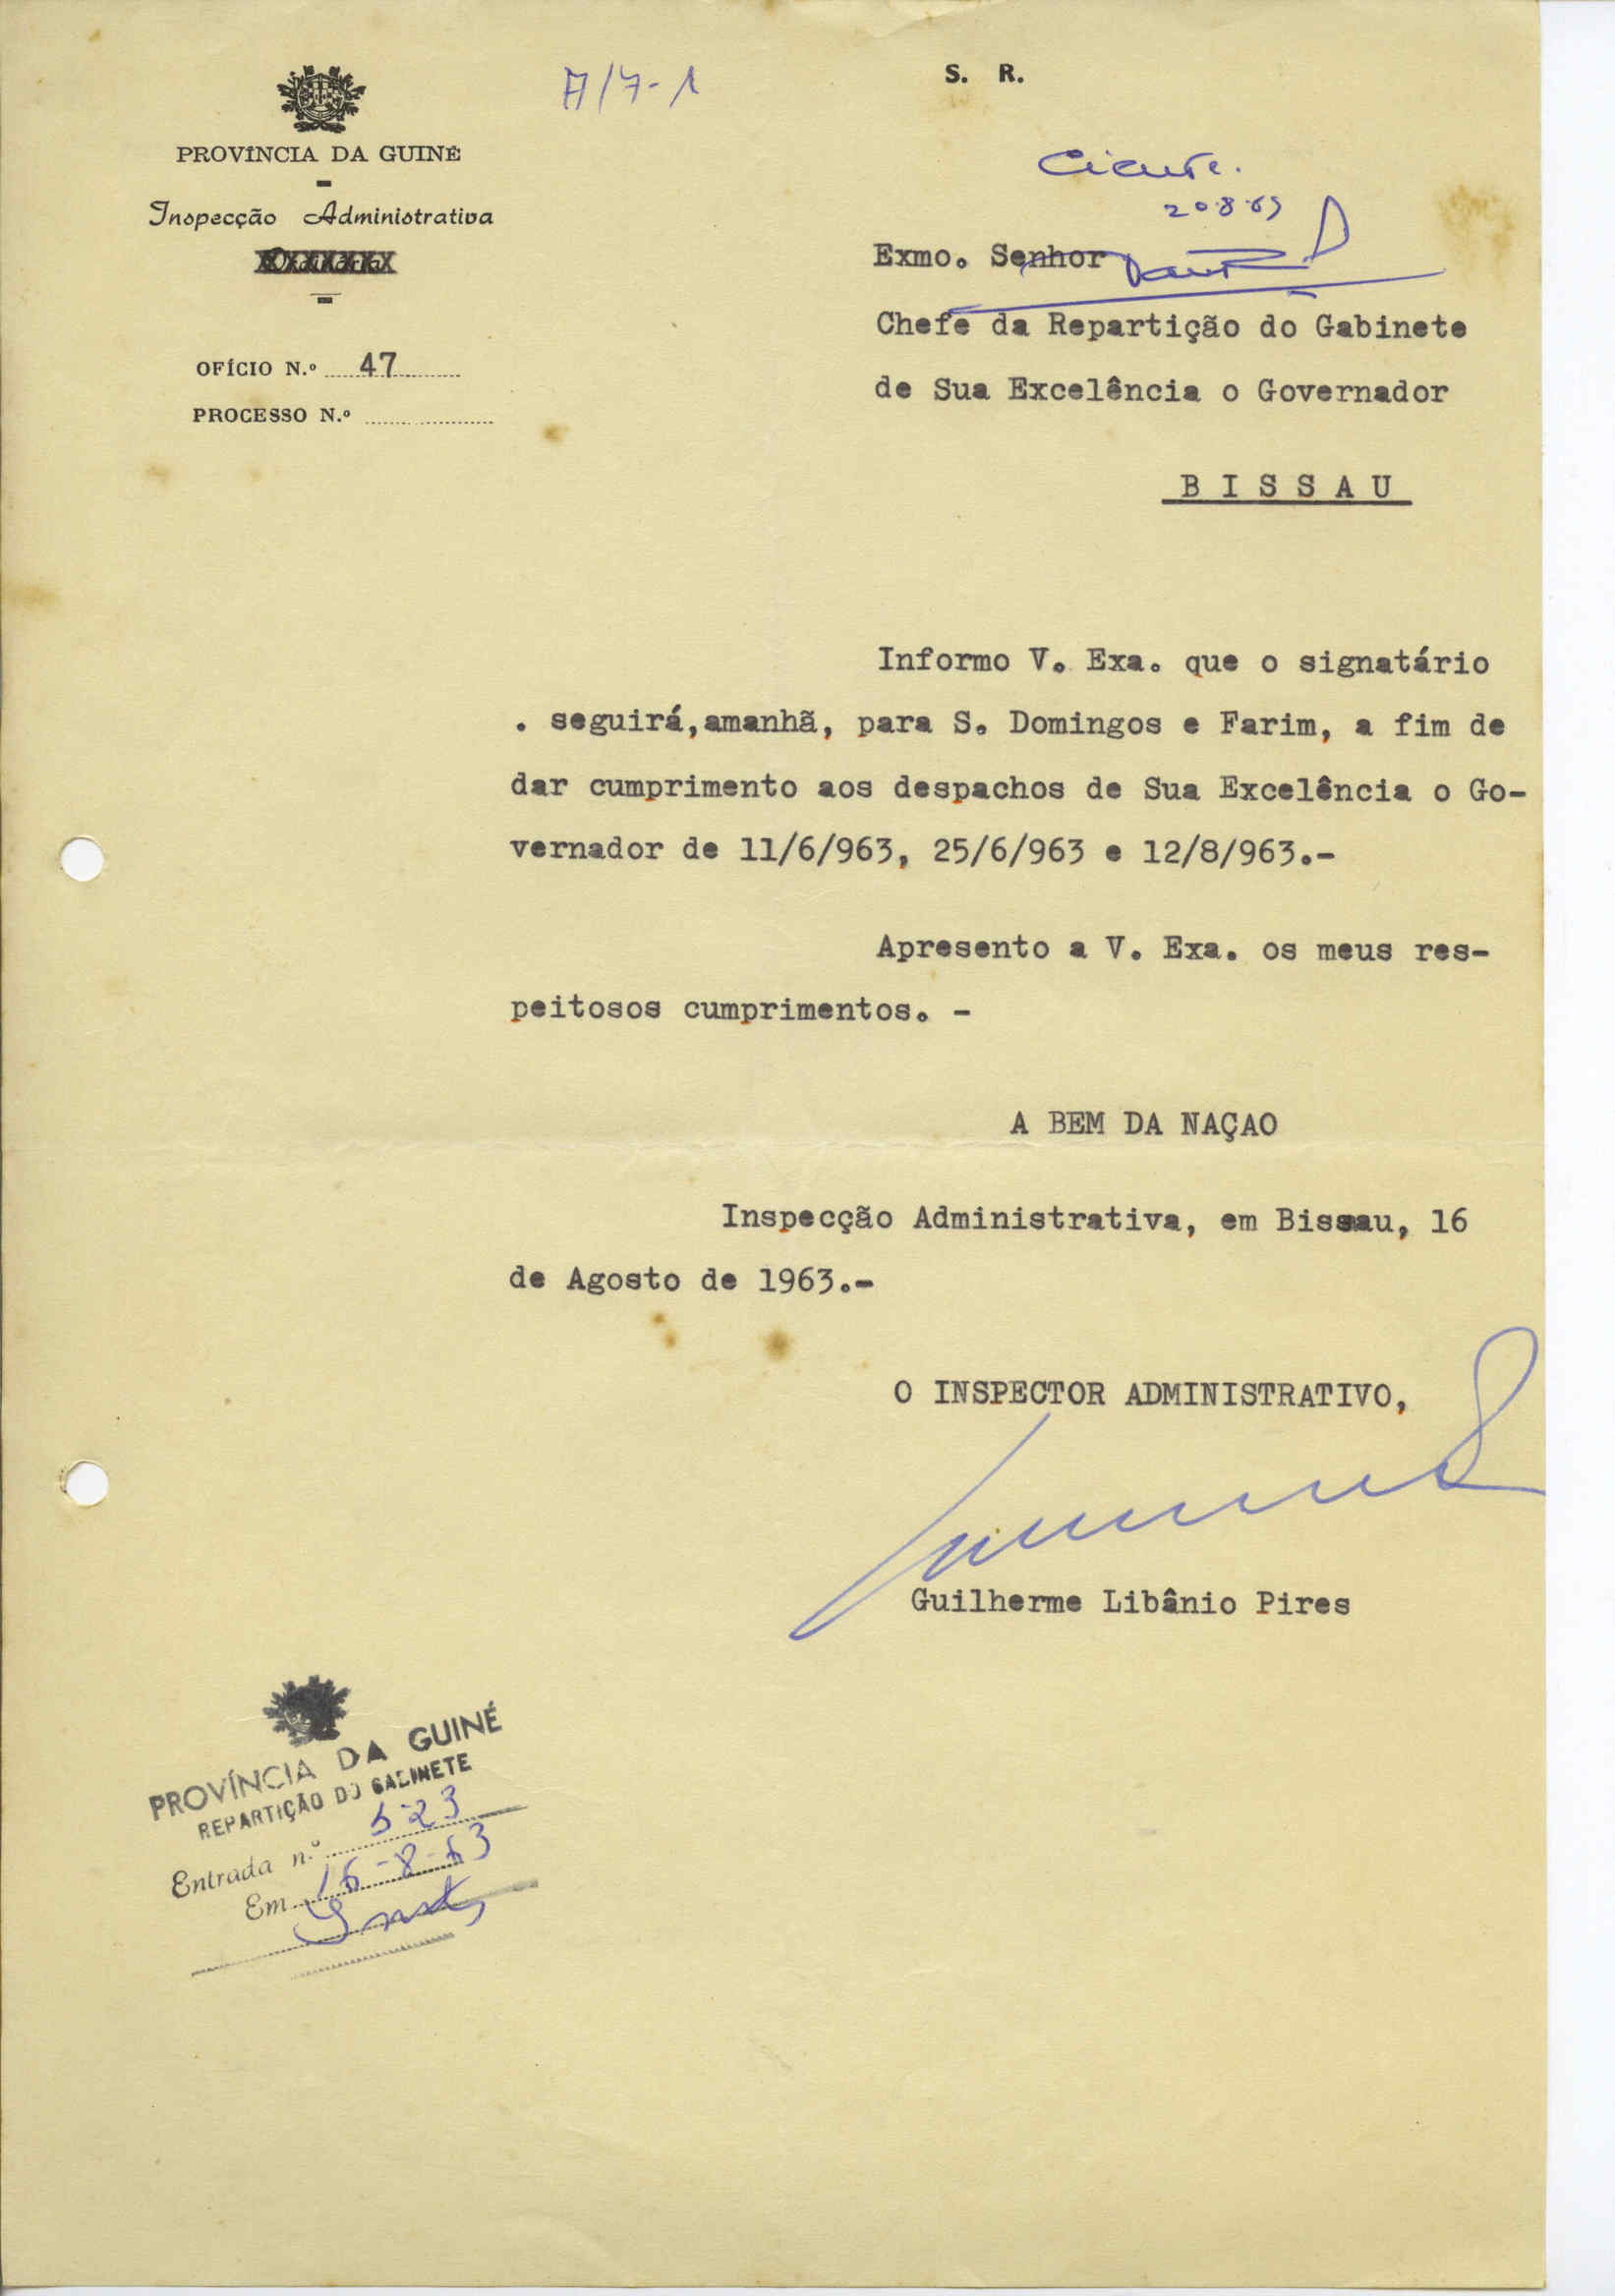 A/7-1
S. R.
PROVÍNCIA DA GUINÉ
Inspecção Administrativa
OFÍCIO N.º 47
PROCESSO N.º
Ciente.
20-8-63
Exmo. Senhor
Chefe da Repartição do Gabinete
de Sua Excelência o Governador
B I S S A U
Informo V. Exa. que o signatário
. seguirá,amanhã, para S. Domingos e Farim, a fim de
dar cumprimento aos despachos de Sua Excelência o Go-
vernador de 11/6/963, 25/6/963 e 12/8/963.-
Apresento a V. Exa. os meus res-
peitosos cumprimentos. -
A BEM DA NAÇAO
Inspecção Administrativa, em Bissau, 16
de Agosto de 1963.-
O INSPECTOR ADMINISTRATIVO,
Guilherme Libânio Pires
PROVÍNCIA DA GUINÉ
REPARTIÇÃO DO GABINETE
Entrada n.º 523
Em 16-8-63